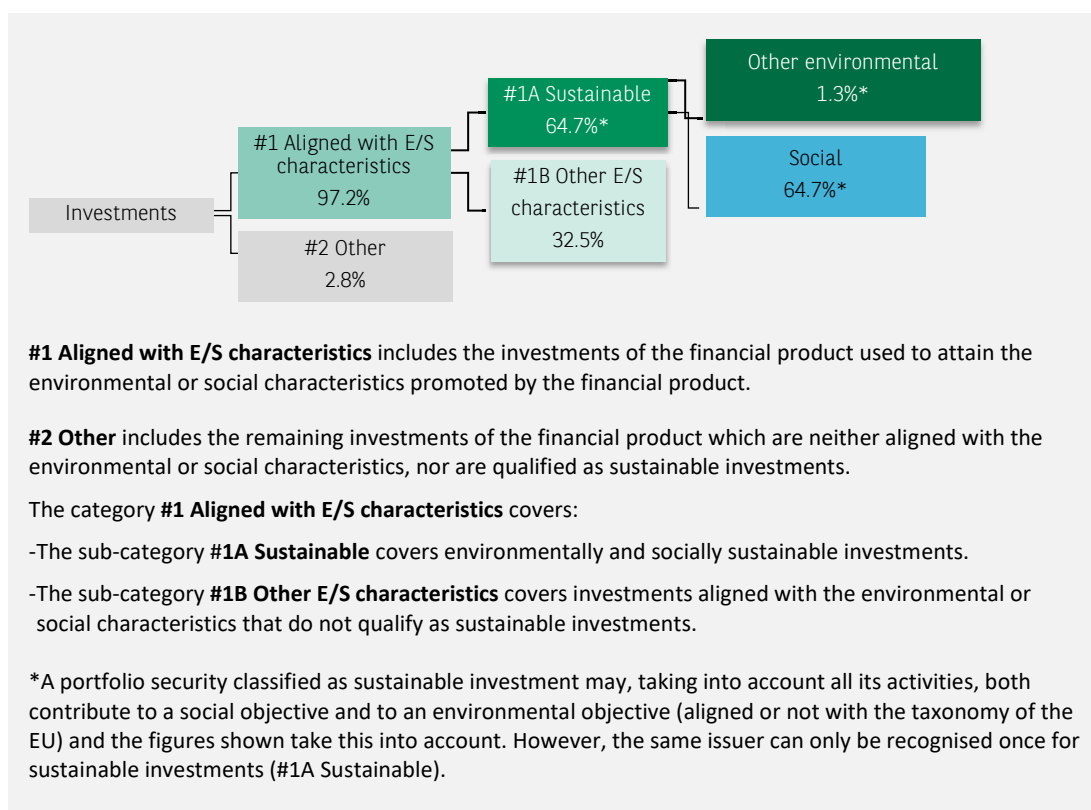 Other environmental
1.3%*
#1A Sustainable
64.7%*
#1 Aligned with E/S
characteristics
97.2%
Social
64.7%*
#1B Other E/S
characteristics
32.5%
Investments
#2 Other
2.8%
#1 Aligned with E/S characteristics includes the investments of the financial product used to attain the
environmental or social characteristics promoted by the financial product.
#2 Other includes the remaining investments of the financial product which are neither aligned with the
environmental or social characteristics, nor are qualified as sustainable investments.
The category #1 Aligned with E/S characteristics covers:
-The sub-category #1A Sustainable covers environmentally and socially sustainable investments.
-The sub-category #1B Other E/S characteristics covers investments aligned with the environmental or
social characteristics that do not qualify as sustainable investments.
*A portfolio security classified as sustainable investment may, taking into account all its activities, both
contribute to a social objective and to an environmental objective (aligned or not with the taxonomy of the
EU) and the figures shown take this into account. However, the same issuer can only be recognised once for
sustainable investments (#1A Sustainable).